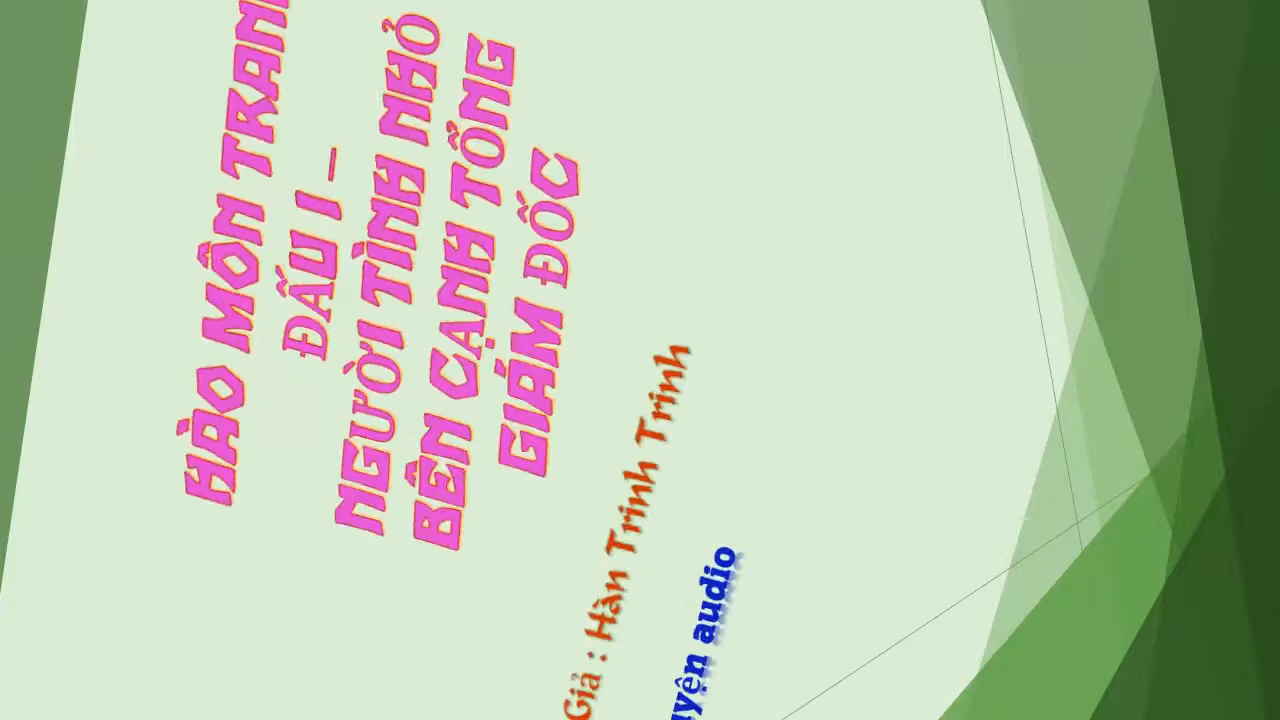 HÀO MÔN TRANH
ĐẤU I –
NGƯỜI TÌNH NHỎ
BÊN CẠNH TỔNG
GIÁM ĐỐC
Giả : Hàn Trinh Trinh
audio